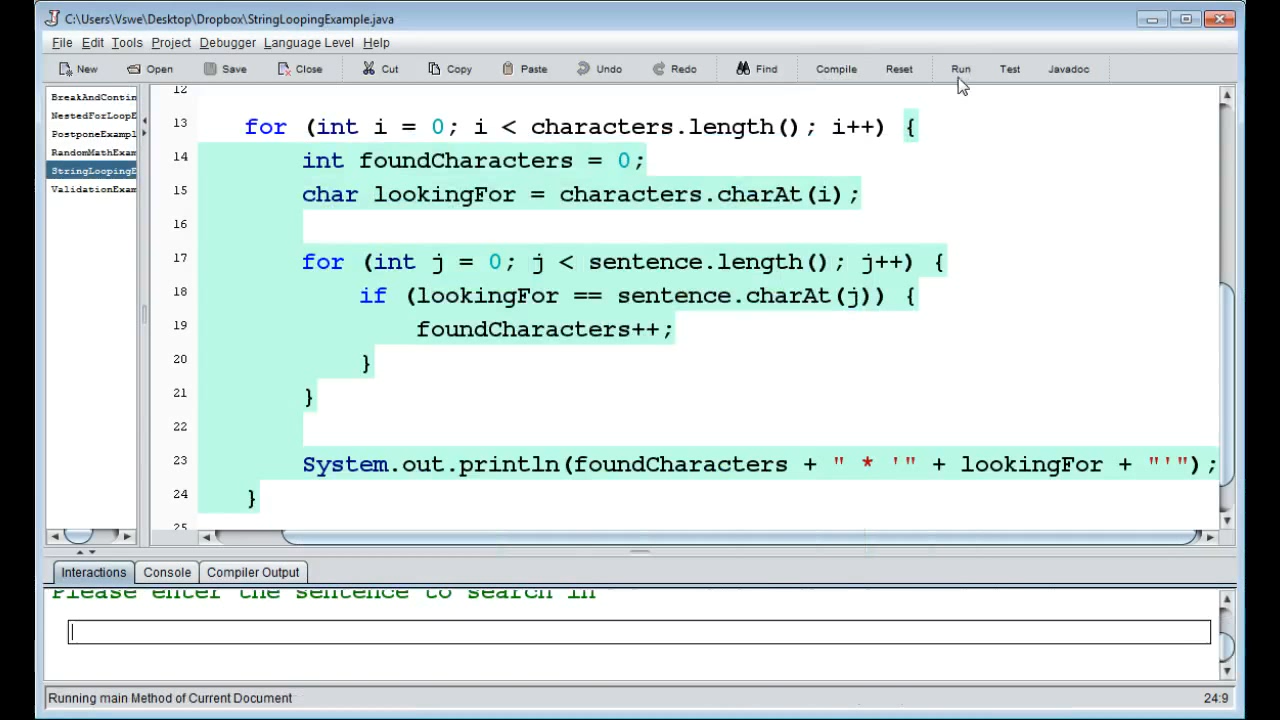 C:\Users\Vswe\Desktop\Dropbox\StringLoopingExample.java
File Edit Tools Project Debugger Language Level Help
New Open Save Close Cut Copy Paste Undo Redo Find Compile Reset Run Test Javadoc
BreakAndContin
NestedForLoopE
PostponeExampl
RandomMathExam
StringLoopingE
ValidationExam
12
13 for (int i = 0; i < characters.length(); i++) {
14 int foundCharacters = 0;
15 char lookingFor = characters.charAt(i);
16
17 for (int j = 0; j < sentence.length(); j++) {
18 if (lookingFor == sentence.charAt(j)) {
19 foundCharacters++;
20 }
21 }
22
23 System.out.println(foundCharacters + " * '" + lookingFor + "'");
24 }
25
Interactions Console Compiler Output
Please enter the sentence to search in
Running main Method of Current Document 24:9